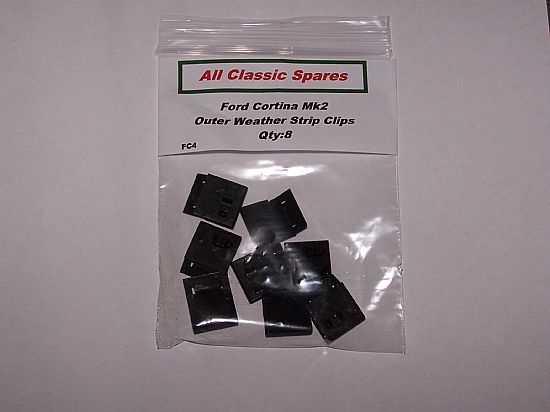 All Classic Spares
Ford Cortina Mk2
Outer Weather Strip Clips
Qty:8
FC4